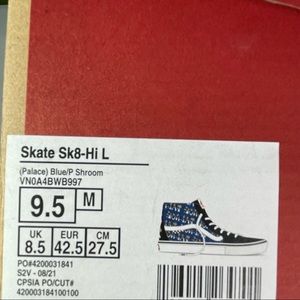 Skate Sk8-Hi L
(Palace) Blue/P Shroom
VN0A4BWB997
9.5 M
UK EUR CM
8.5 42.5 27.5
PO#4200031841
S2V - 08/21
CPSIA PO/CUT#
420003184100100